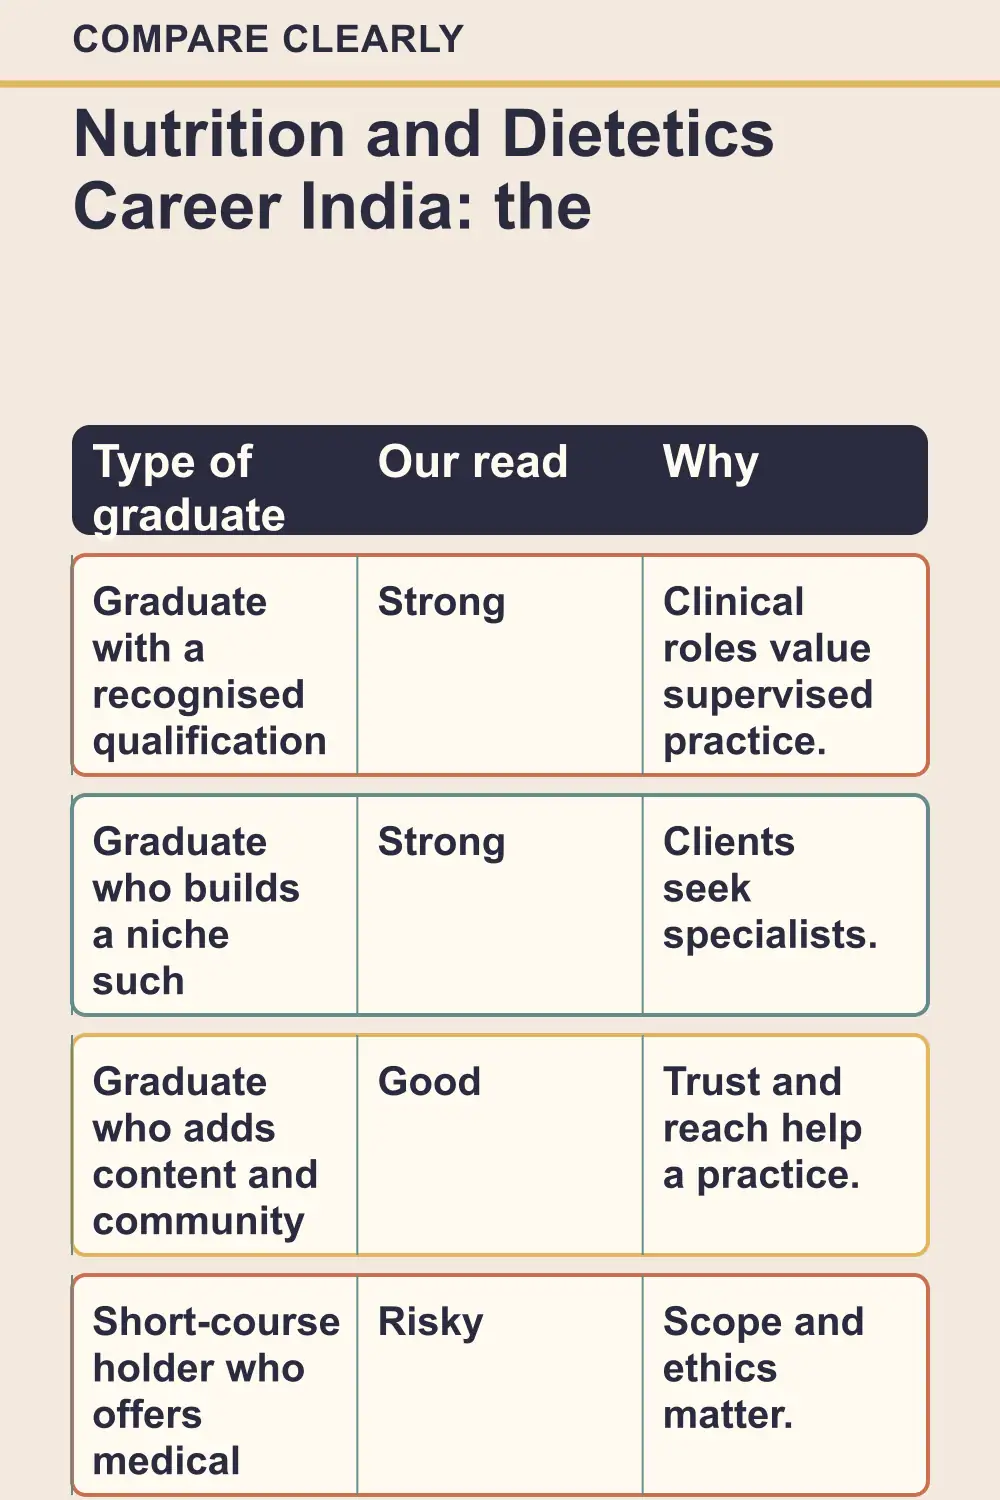 COMPARE CLEARLY
Nutrition and Dietetics
Career India: the
Type of
graduate
Our read
Why
Graduate
with a
recognised
qualification
Strong
Clinical
roles value
supervised
practice.
Graduate
who builds
a niche
such
Strong
Clients
seek
specialists.
Graduate
who adds
content and
community
Good
Trust and
reach help
a practice.
Short-course
holder who
offers
medical
Risky
Scope and
ethics
matter.